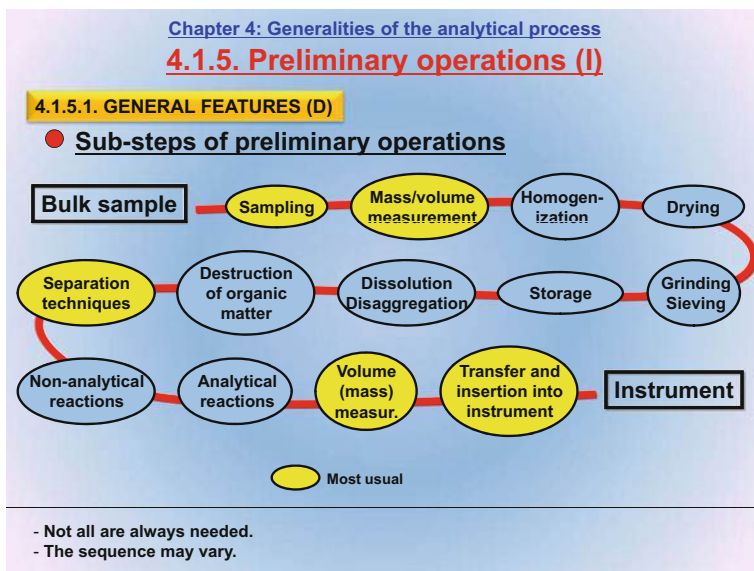 Chapter 4: Generalities of the analytical process
4.1.5. Preliminary operations (I)
4.1.5.1. GENERAL FEATURES (D)
Sub-steps of preliminary operations
Bulk sample
Sampling
Mass/volume
measurement
Homogen-
ization
Drying
Grinding
Sieving
Storage
Dissolution
Disaggregation
Destruction
of organic
matter
Separation
techniques
Non-analytical
reactions
Analytical
reactions
Volume
(mass)
measur.
Transfer and
insertion into
instrument
Instrument
Most usual
- Not all are always needed.
- The sequence may vary.